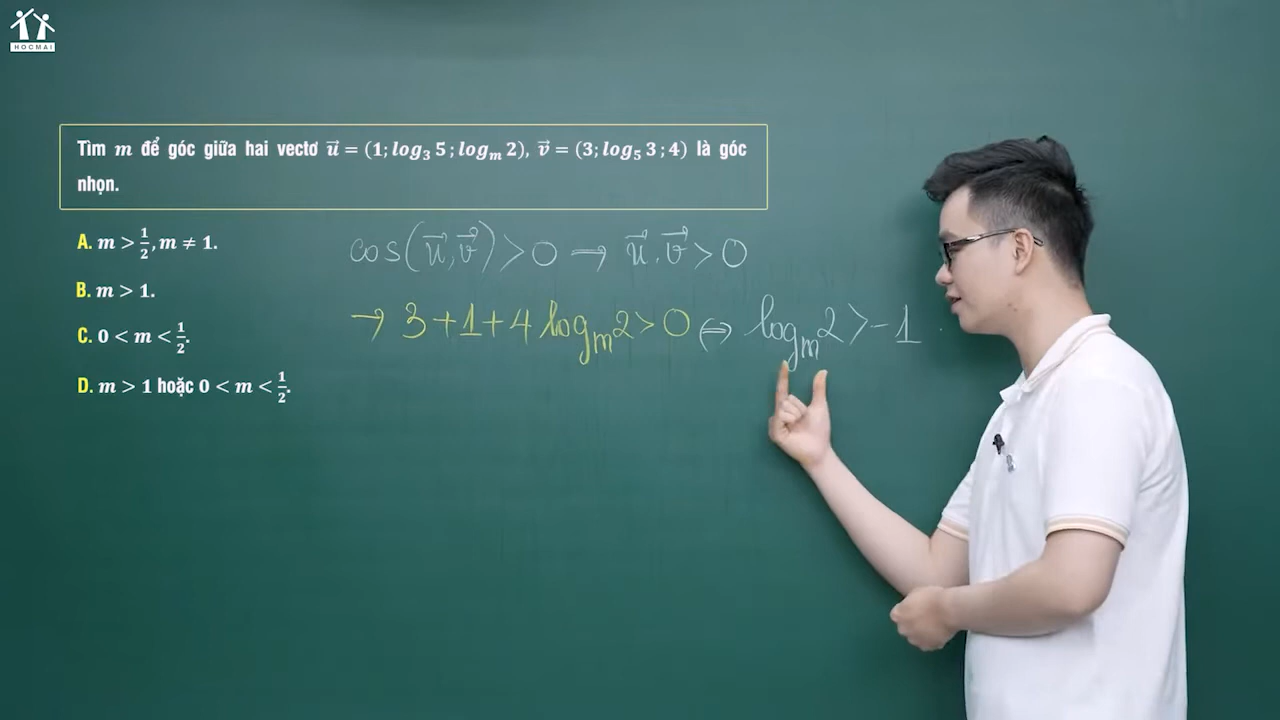 HOCMAI
Tìm m để góc giữa hai vectơ u⃗ = (1; log₃ 5 ; logₘ 2), v⃗ = (3; log₅ 3 ; 4) là góc
nhọn.
A. m > 1/2, m ≠ 1.
B. m > 1.
C. 0 < m < 1/2.
D. m > 1 hoặc 0 < m < 1/2.
cos(u⃗,v⃗) > 0 ⇒ u⃗.v⃗ > 0
→ 3+1+4 logₘ2 > 0 ⇔ logₘ2 > -1